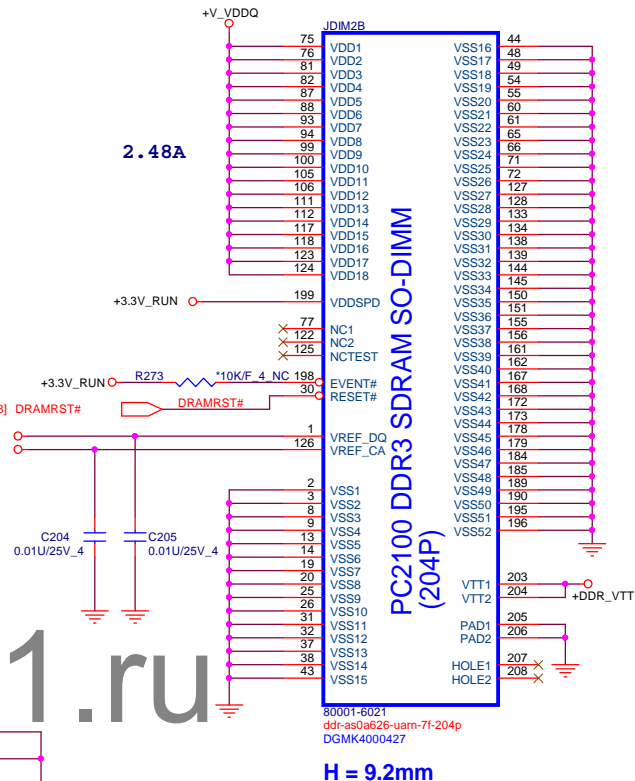 +V_VDDQ
JDIM2B
75 VDD1 VSS16 44
76 VDD2 VSS17 48
81 VDD3 VSS18 49
82 VDD4 VSS19 54
87 VDD5 VSS20 55
88 VDD6 VSS21 60
93 VDD7 VSS22 61
94 VDD8 VSS23 65
99 VDD9 VSS24 66
2.48A
100 VDD10 VSS25 71
105 VDD11 VSS26 72
106 VDD12 VSS27 127
111 VDD13 VSS28 128
112 VDD14 VSS29 133
117 VDD15 VSS30 134
118 VDD16 VSS31 138
123 VDD17 VSS32 139
124 VDD18 VSS33 144
VSS34 145
+3.3V_RUN 199 VDDSPD VSS35 150
VSS36 151
77 NC1 VSS37 155
122 NC2 VSS38 156
125 NCTEST VSS39 161
VSS40 162
+3.3V_RUN R273 *10K/F_4_NC 198 EVENT# VSS41 167
30 RESET# VSS42 168
] DRAMRST# DRAMRST# VSS43 172
VSS44 173
1 VREF_DQ VSS45 178
126 VREF_CA VSS46 179
VSS47 184
VSS48 185
2 VSS1 VSS49 189
3 VSS2 VSS50 190
8 VSS3 VSS51 195
9 VSS4 VSS52 196
13 VSS5
14 VSS6
19 VSS7
20 VSS8 VTT1 203
25 VSS9 VTT2 204
+DDR_VTT
26 VSS10
31 VSS11 PAD1 205
32 VSS12 PAD2 206
37 VSS13
38 VSS14 HOLE1 207
43 VSS15 HOLE2 208
C204
0.01U/25V_4
C205
0.01U/25V_4
PC2100 DDR3 SDRAM SO-DIMM
(204P)
1.ru
80001-6021
ddr-as0a626-uarn-7f-204p
DGMK4000427
H = 9.2mm